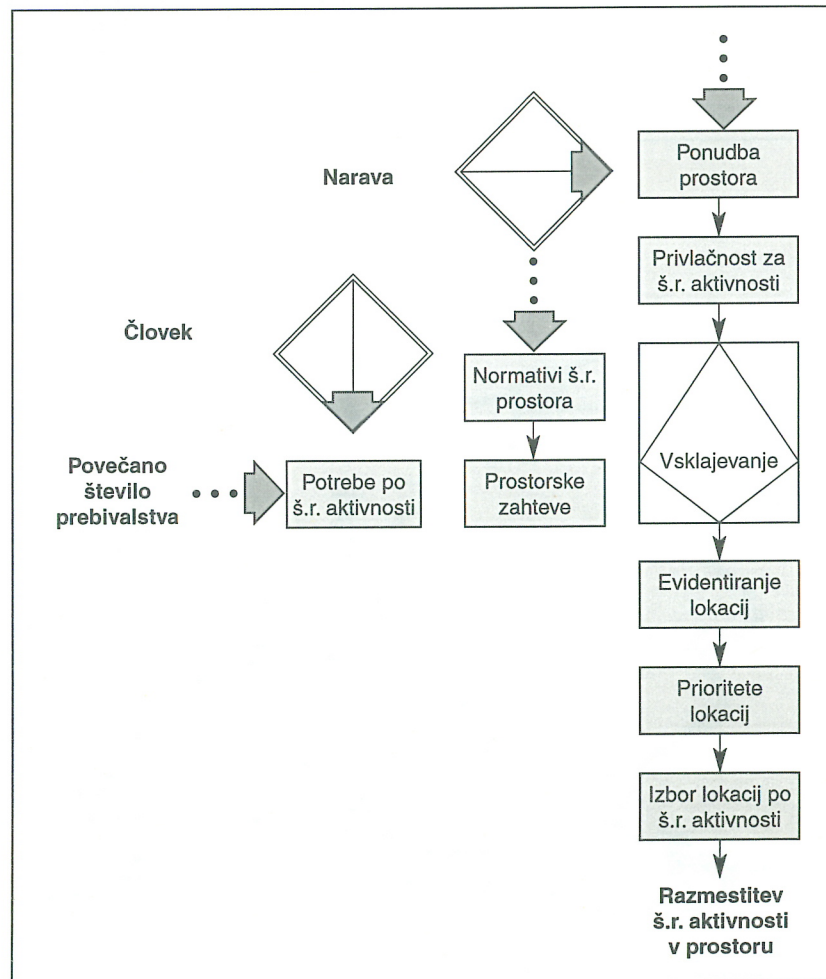 Narava
Ponudba
prostora
Privlačnost za
š.r. aktivnosti
Človek
Normativi š.r.
prostora
Vsklajevanje
Povečano
število
prebivalstva
Potrebe po
š.r. aktivnosti
Prostorske
zahteve
Evidentiranje
lokacij
Prioritete
lokacij
Izbor lokacij po
š.r. aktivnosti
Razmestitev
š.r. aktivnosti
v prostoru